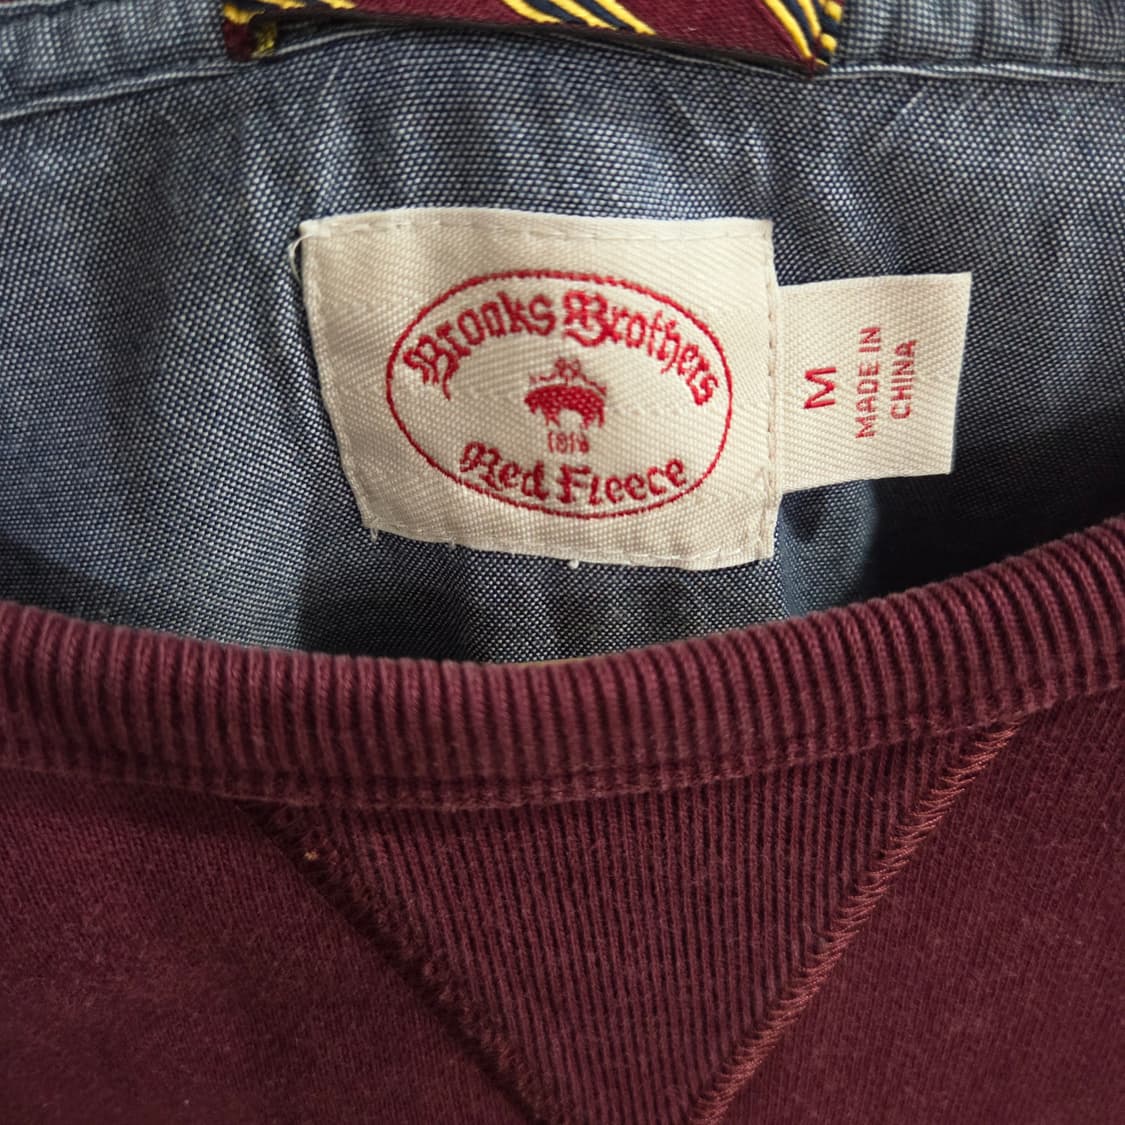 Brooks Brothers
1818
Red Fleece
M
MADE IN
CHINA